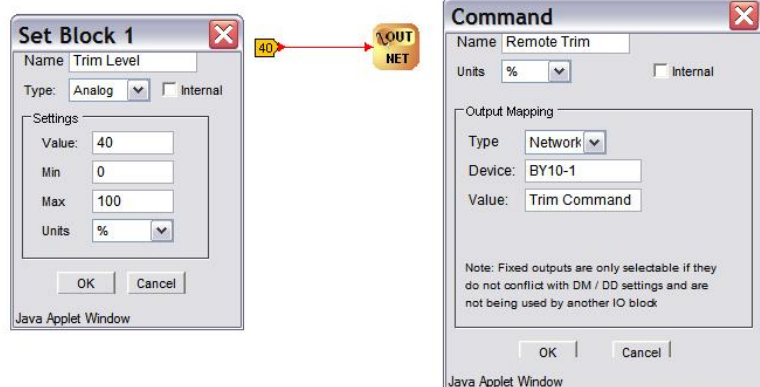 Set Block 1
Name Trim Level
Type: Analog Internal
Settings
Value: 40
Min 0
Max 100
Units %
OK Cancel
Java Applet Window
40
OUT
NET
Command
Name Remote Trim
Units % Internal
Output Mapping
Type Network
Device: BY10-1
Value: Trim Command
Note: Fixed outputs are only selectable if they
do not conflict with DM / DD settings and are
not being used by another IO block
OK Cancel
Java Applet Window